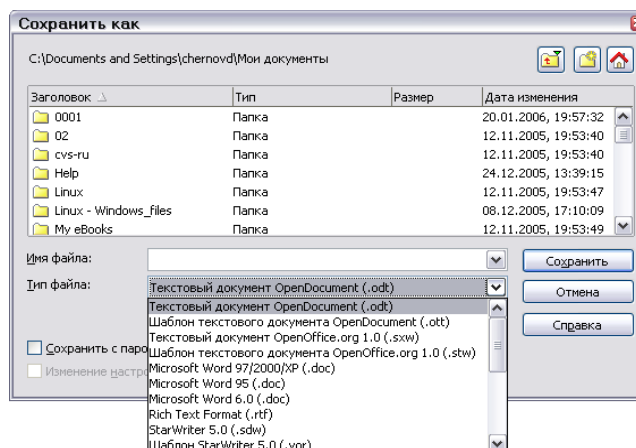 Сохранить как
C:\Documents and Settings\chernovd\Мои документы
Заголовок Тип Размер Дата изменения
0001 Папка 20.01.2006, 19:57:32
02 Папка 12.11.2005, 19:53:40
cvs-ru Папка 12.11.2005, 19:53:40
Help Папка 24.12.2005, 13:39:15
Linux Папка 12.11.2005, 19:53:47
Linux - Windows_files Папка 08.12.2005, 17:10:09
My eBooks Папка 12.11.2005, 19:53:49
Имя файла: Сохранить
Тип файла: Текстовый документ OpenDocument (.odt) Отмена
Текстовый документ OpenDocument (.odt)
Шаблон текстового документа OpenDocument (.ott)
Справка
Текстовый документ OpenOffice.org 1.0 (.sxw)
Сохранить с паро Шаблон текстового документа OpenOffice.org 1.0 (.stw)
Изменение настро Microsoft Word 97/2000/XP (.doc)
Microsoft Word 95 (.doc)
Microsoft Word 6.0 (.doc)
Rich Text Format (.rtf)
StarWriter 5.0 (.sdw)
Шаблон StarWriter 5.0 (.vor)